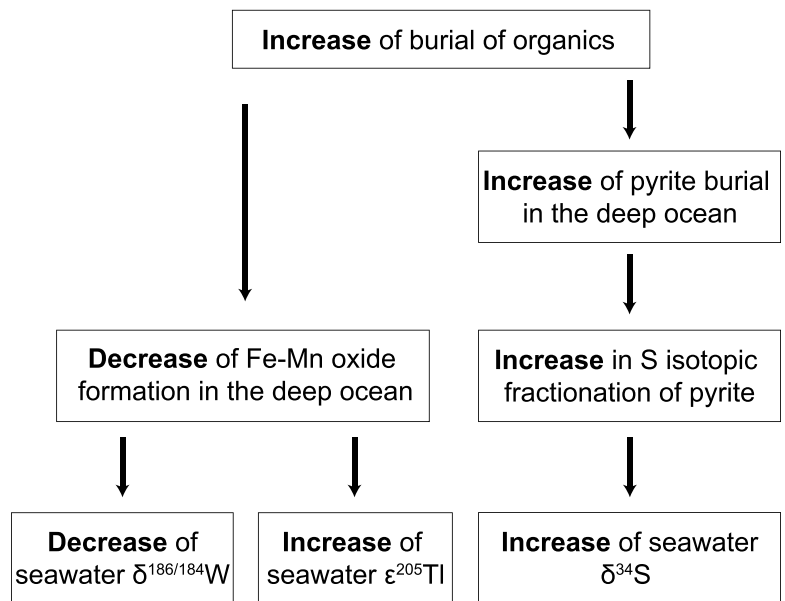 Increase of burial of organics
Increase of pyrite burial
in the deep ocean
Decrease of Fe-Mn oxide
formation in the deep ocean
Increase in S isotopic
fractionation of pyrite
Decrease of
seawater δ¹⁸⁶/¹⁸⁴W
Increase of
seawater ε²⁰⁵Tl
Increase of seawater
δ³⁴S